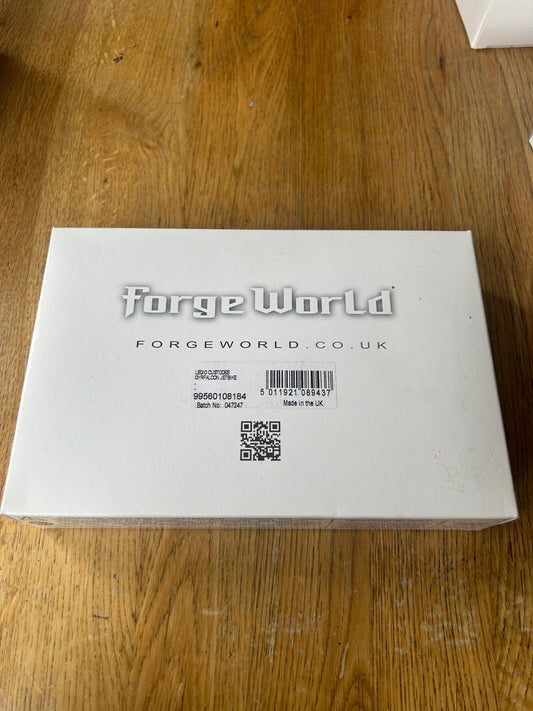 Forge World
FORGEWORLD.CO.UK
LEGIO CUSTODES
GYRFALCON JETBIKE
99560108184
Batch No: 047247
5 011921 089437
Made in the UK